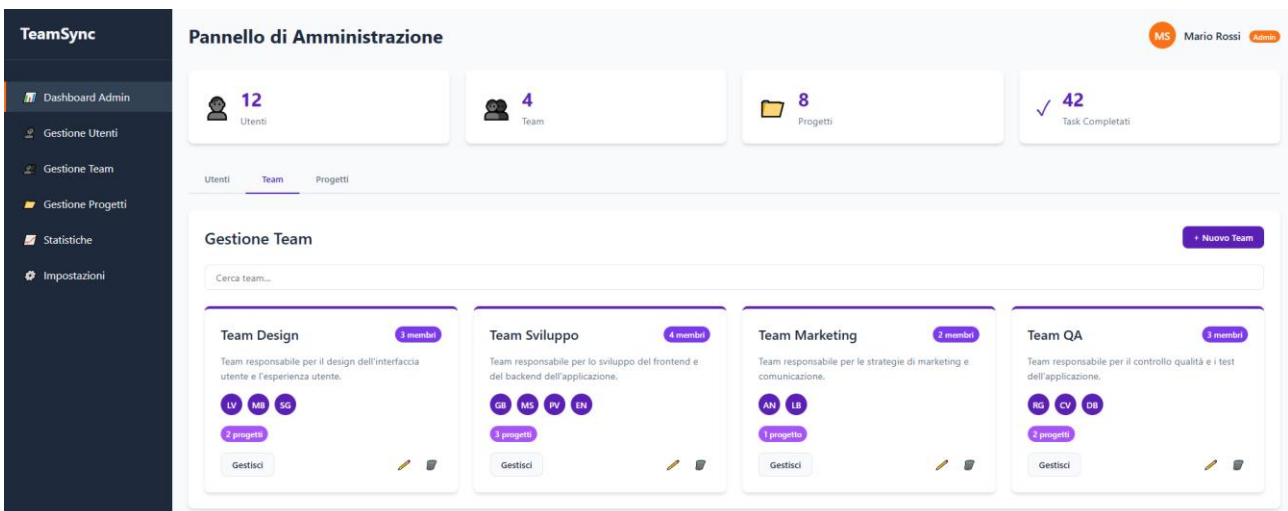 TeamSync
Dashboard Admin
Gestione Utenti
Gestione Team
Gestione Progetti
Statistiche
Impostazioni
Pannello di Amministrazione
MS Mario Rossi Admin
12
Utenti
4
Team
8
Progetti
42
Task Completati
Utenti Team Progetti
Gestione Team
+ Nuovo Team
Cerca team...
Team Design 3 membri
Team responsabile per il design dell'interfaccia
utente e l'esperienza utente.
LV MB SG
2 progetti
Gestisci
Team Sviluppo 4 membri
Team responsabile per lo sviluppo del frontend e
del backend dell'applicazione.
GB MS PV EN
3 progetti
Gestisci
Team Marketing 2 membri
Team responsabile per le strategie di marketing e
comunicazione.
AN LB
1 progetto
Gestisci
Team QA 3 membri
Team responsabile per il controllo qualità e i test
dell'applicazione.
RG CV DB
2 progetti
Gestisci